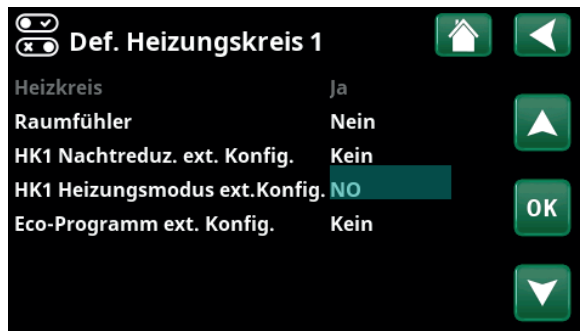 Def. Heizungskreis 1
Heizkreis Ja
Raumfühler Nein
HK1 Nachtreduz. ext. Konfig. Kein
HK1 Heizungsmodus ext.Konfig. NO
Eco-Programm ext. Konfig. Kein
OK